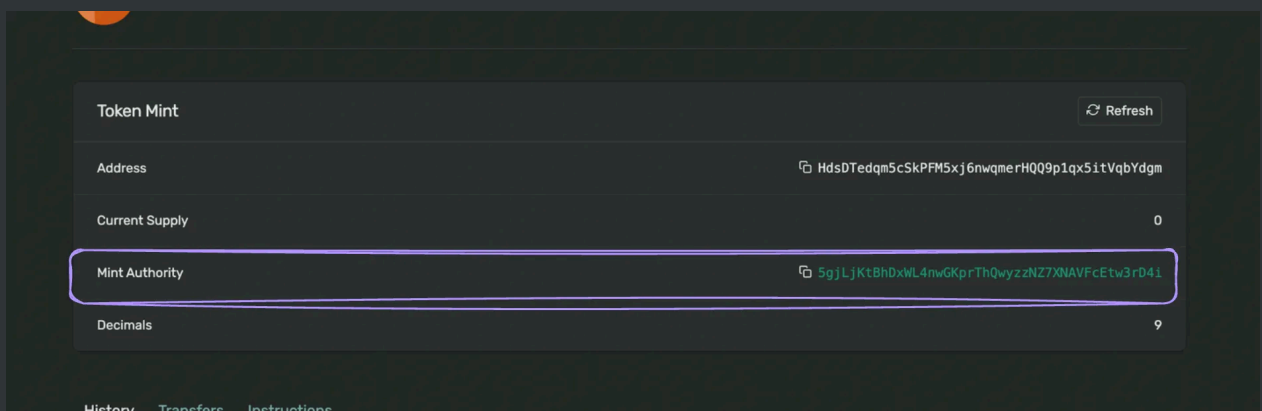 Token Mint
Refresh
Address
HdsDTedqm5cSkPFM5xj6nwqmerHQQ9p1qx5itVqbYdgm
Current Supply
0
Mint Authority
5gjLjKtBhDxWL4nwGKprThQwyzzNZ7XNAVFcEtw3rD4i
Decimals
9
History Transfers Instructions